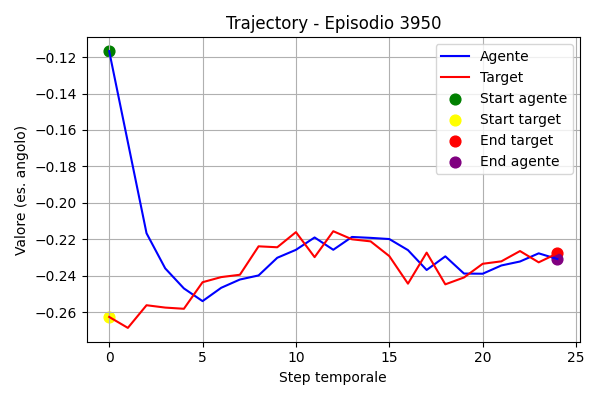 Trajectory - Episodio 3950
Valore (es. angolo)
−0.12
−0.14
−0.16
−0.18
−0.20
−0.22
−0.24
−0.26
Agente
Target
Start agente
Start target
End target
End agente
0 5 10 15 20 25
Step temporale